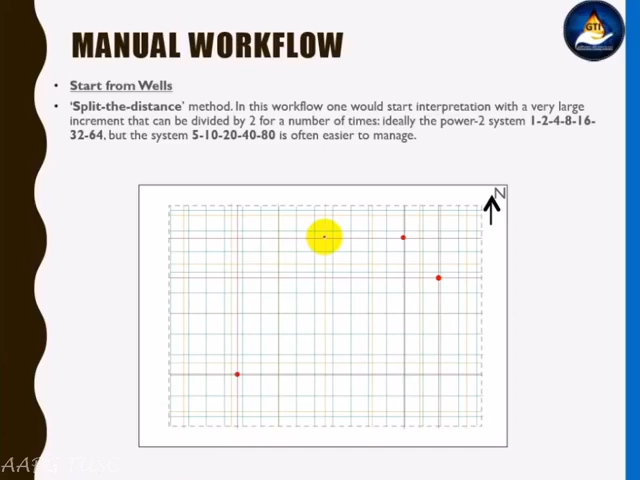 MANUAL WORKFLOW
GTI
• Start from Wells
• ‘Split-the-distance’ method. In this workflow one would start interpretation with a very large
increment that can be divided by 2 for a number of times: ideally the power-2 system 1-2-4-8-16-
32-64, but the system 5-10-20-40-80 is often easier to manage.
N